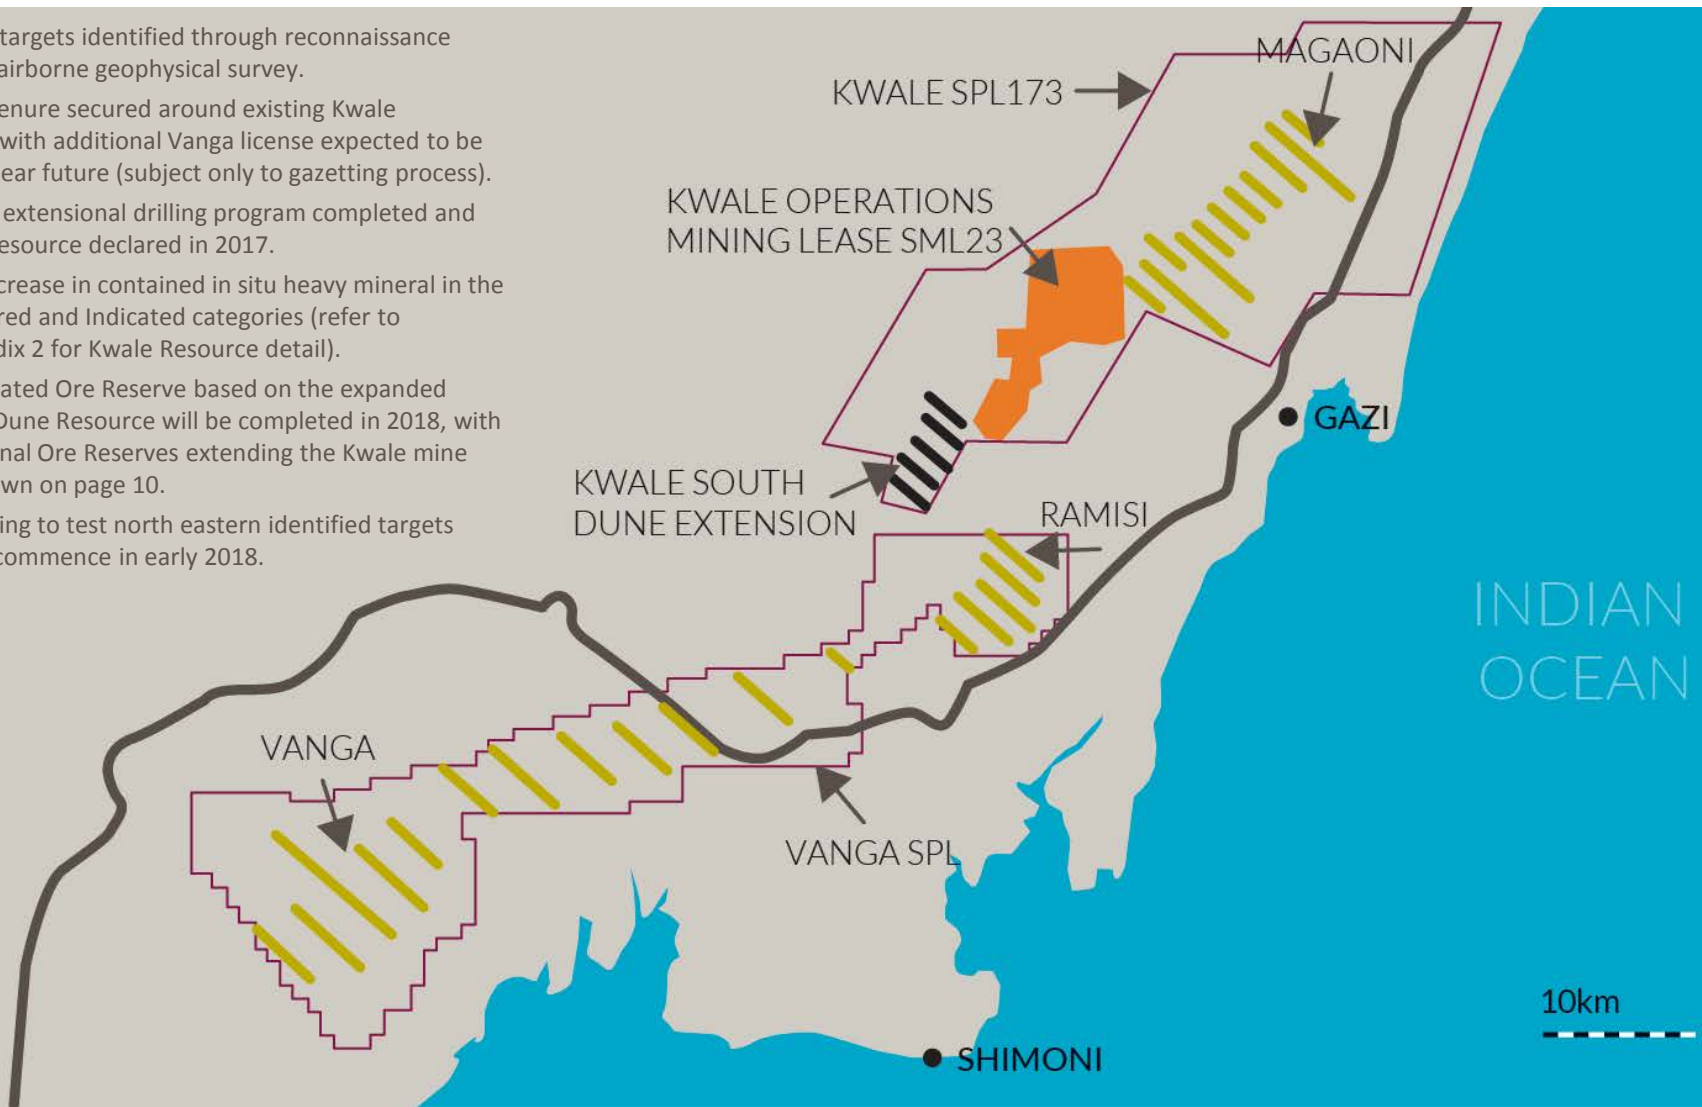 targets identified through reconnaissance
airborne geophysical survey.
enure secured around existing Kwale
with additional Vanga license expected to be
ear future (subject only to gazetting process).
extensional drilling program completed and
esource declared in 2017.
crease in contained in situ heavy mineral in the
red and Indicated categories (refer to
dix 2 for Kwale Resource detail).
ated Ore Reserve based on the expanded
Dune Resource will be completed in 2018, with
nal Ore Reserves extending the Kwale mine
wn on page 10.
ing to test north eastern identified targets
commence in early 2018.
MAGAONI
KWALE SPL173
KWALE OPERATIONS
MINING LEASE SML23
GAZI
KWALE SOUTH
DUNE EXTENSION
RAMISI
INDIAN
OCEAN
VANGA
VANGA SPL
10km
SHIMONI